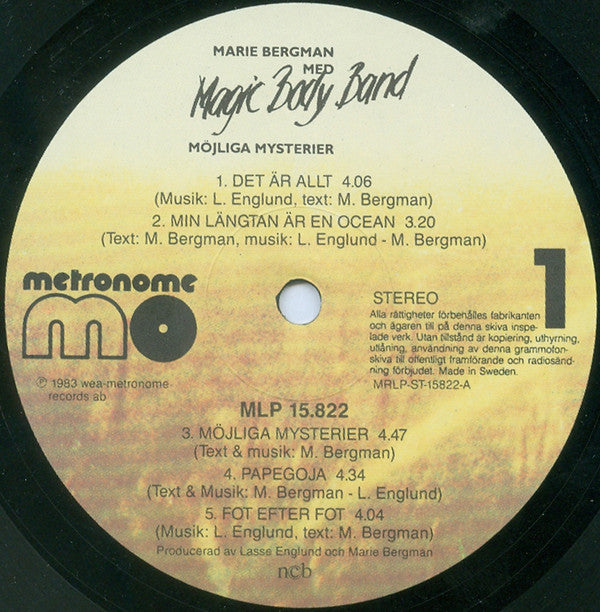 MARIE BERGMAN
MED
Magic Body Band
MÖJLIGA MYSTERIER
1. DET ÄR ALLT 4.06
(Musik: L. Englund, text: M. Bergman)
2. MIN LÄNGTAN ÄR EN OCEAN 3.20
(Text: M. Bergman, musik: L. Englund - M. Bergman)
metronome
mo
℗ 1983 wea-metronome
records ab
STEREO
1
Alla rättigheter förbehålles fabrikanten
och ägaren till på denna skiva inspe-
lade verk. Utan tillstånd är kopiering, uthyrning,
utlåning, användning av denna grammofon-
skiva till offentligt framförande och radiosänd-
ning förbjudet. Made in Sweden.
MRLP-ST-15822-A
MLP 15.822
3. MÖJLIGA MYSTERIER 4.47
(Text & musik: M. Bergman)
4. PAPEGOJA 4.34
(Text & Musik: M. Bergman - L. Englund)
5. FOT EFTER FOT 4.04
(Musik: L. Englund, text: M. Bergman)
Producerad av Lasse Englund och Marie Bergman
ncb